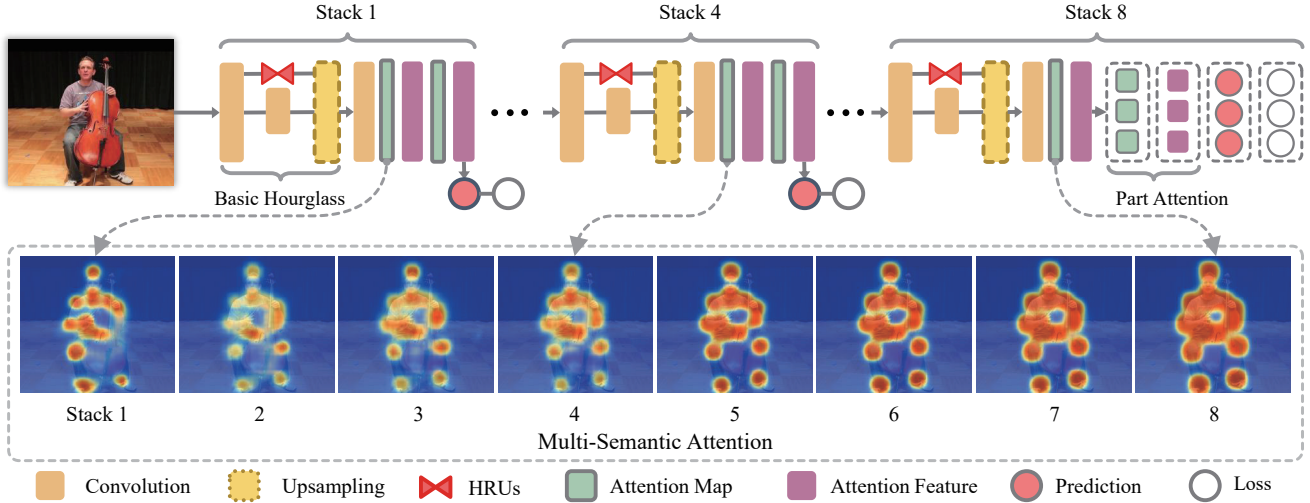 Stack 1 Stack 4 Stack 8
Basic Hourglass Part Attention
Stack 1 2 3 4 5 6 7 8
Multi-Semantic Attention
Convolution Upsampling HRUs Attention Map Attention Feature Prediction Loss